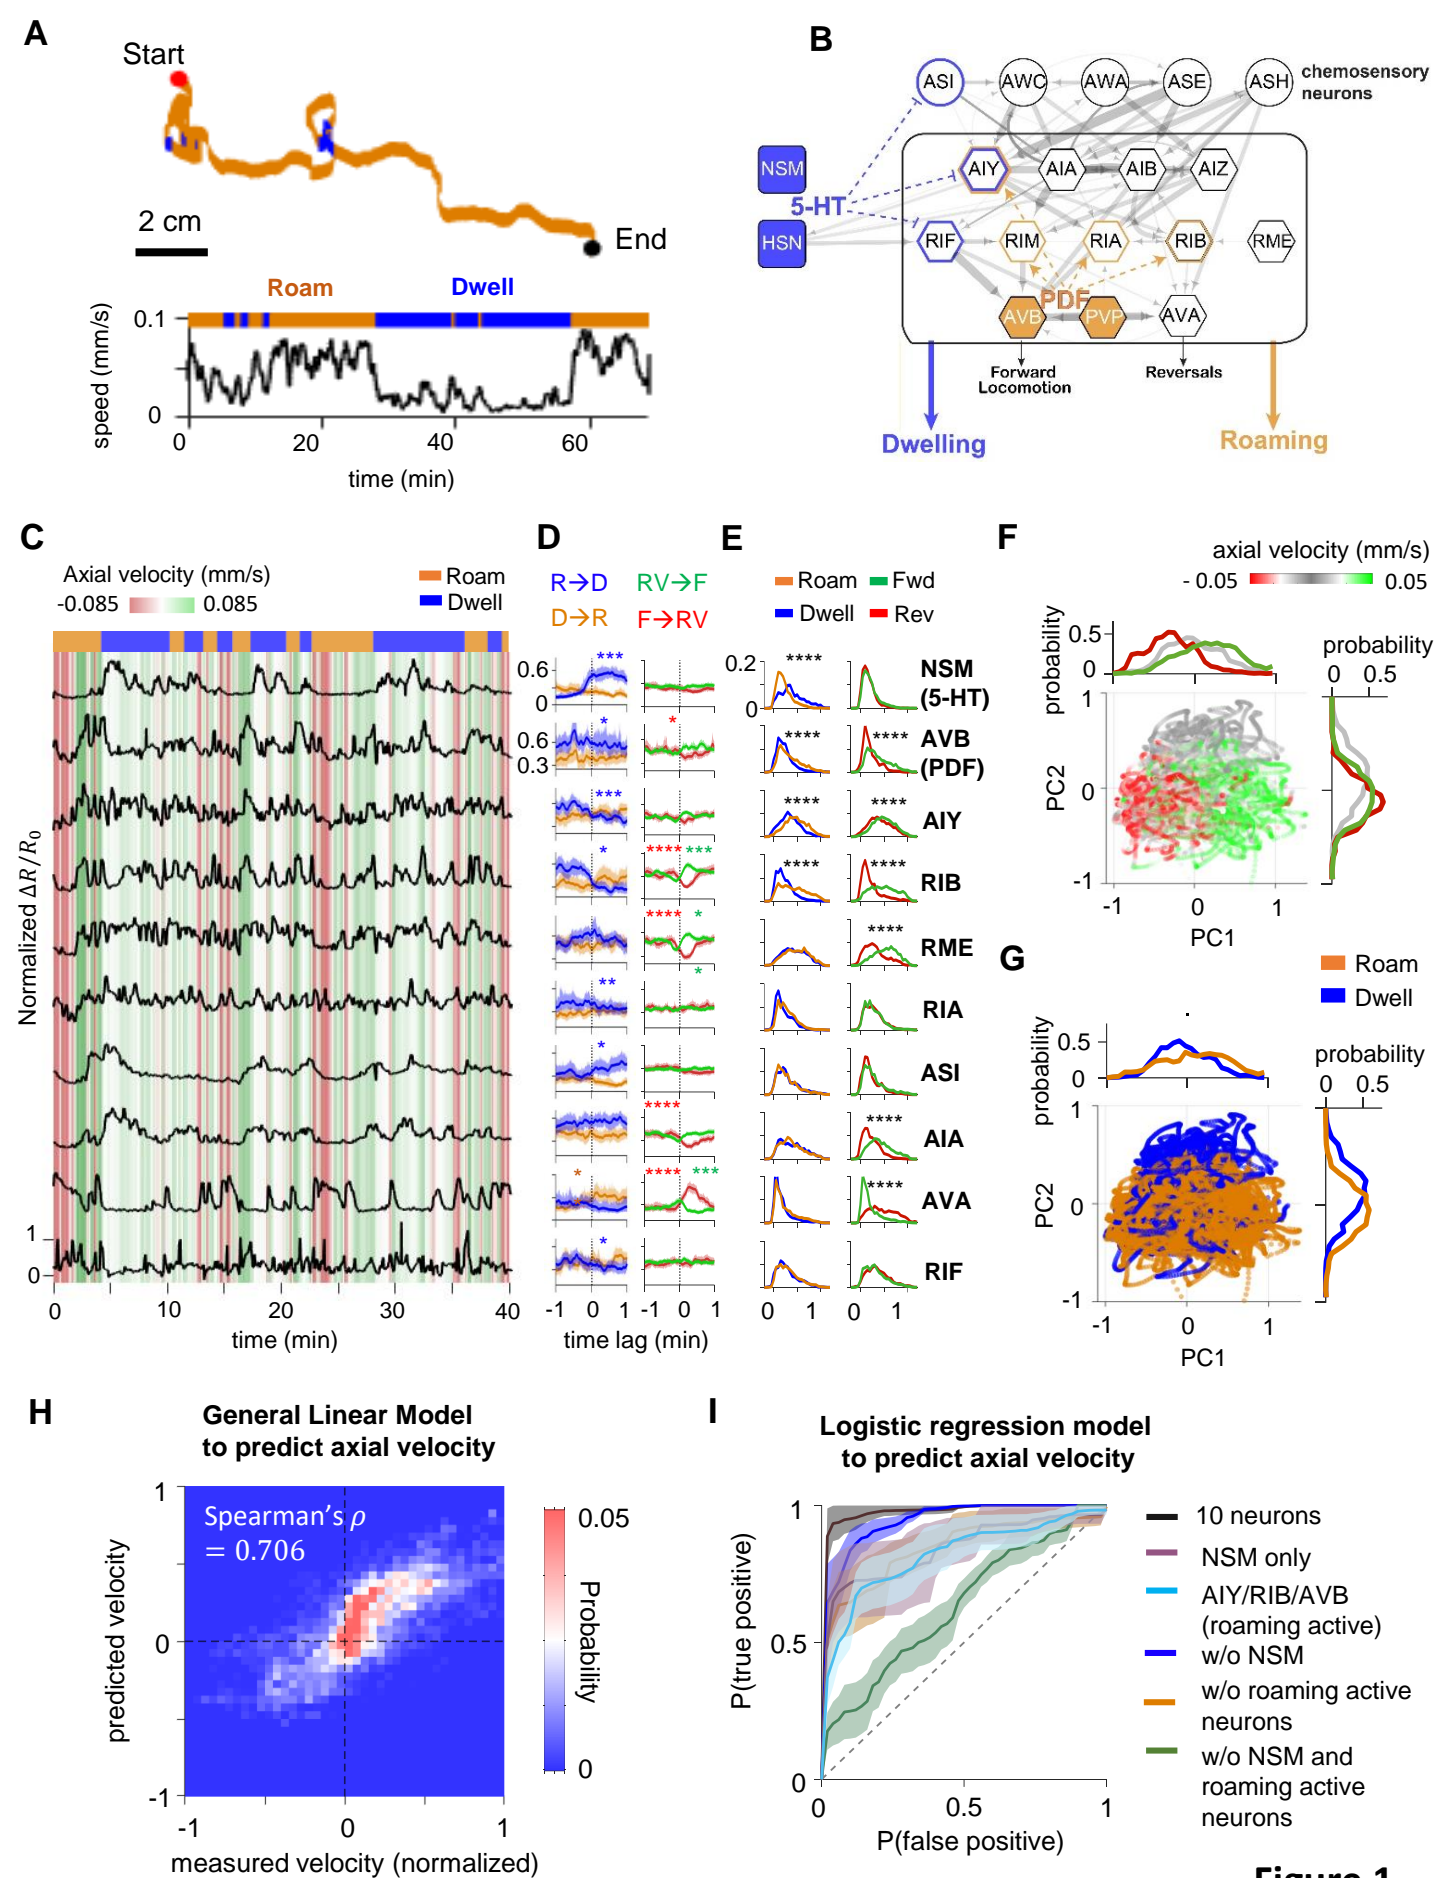 A
Start
2 cm
End
Roam
Dwell
0.1
0
speed (mm/s)
0
20
40
60
time (min)
B
ASI
AWC
AWA
ASE
ASH
chemosensory
neurons
NSM
5-HT
HSN
AIY
AIA
AIB
AIZ
RIF
RIM
RIA
RIB
RME
PDF
AVB
PVP
AVA
Forward
Locomotion
Reversals
Dwelling
Roaming
C
Axial velocity (mm/s)
-0.085
0.085
Roam
Dwell
Normalized ΔR/R0
1
0
0
10
20
30
40
time (min)
D
R→D
RV→F
D→R
F→RV
0.6
0
0.6
0.3
***
*
*
***
*
****
***
****
*
**
*
*
****
*
****
***
*
-1
0
1
-1
0
1
time lag (min)
E
Roam
Fwd
Dwell
Rev
0.2
0
****
NSM
(5-HT)
****
****
AVB
(PDF)
****
****
AIY
****
****
RIB
****
RME
RIA
ASI
****
AIA
****
AVA
RIF
0
1
0
1
F
axial velocity (mm/s)
- 0.05
0.05
probability
0.5
0
probability
0
0.5
PC2
1
0
-1
-1
0
1
PC1
G
Roam
Dwell
probability
0.5
0
probability
0
0.5
PC2
1
0
-1
-1
0
1
PC1
H
General Linear Model
to predict axial velocity
Spearman's ρ
= 0.706
predicted velocity
1
0
-1
-1
0
1
measured velocity (normalized)
0.05
0
Probability
I
Logistic regression model
to predict axial velocity
P(true positive)
1
0.5
0
0
0.5
1
P(false positive)
10 neurons
NSM only
AIY/RIB/AVB
(roaming active)
w/o NSM
w/o roaming active
neurons
w/o NSM and
roaming active
neurons
Figure 1